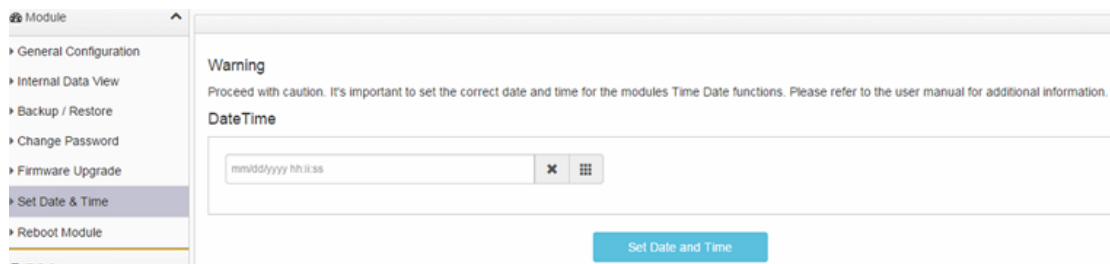 Module
General Configuration
Internal Data View
Backup / Restore
Change Password
Firmware Upgrade
Set Date & Time
Reboot Module
Warning
Proceed with caution. It's important to set the correct date and time for the modules Time Date functions. Please refer to the user manual for additional information.
DateTime
mm/dd/yyyy hh:ii:ss
Set Date and Time